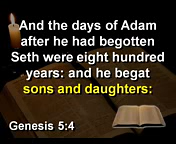 And the days of Adam
after he had begotten
Seth were eight hundred
years: and he begat
sons and daughters:
Genesis 5:4